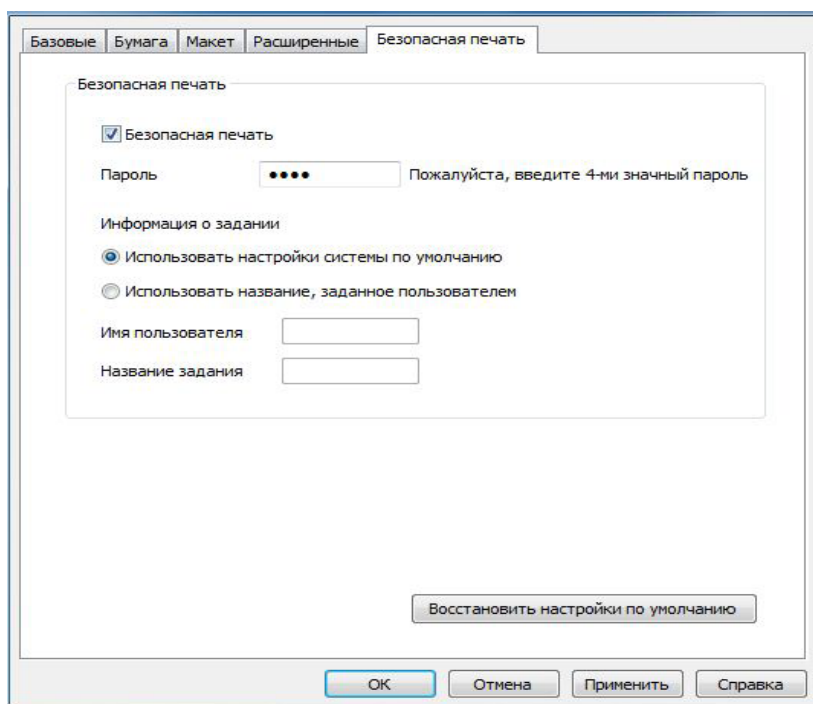 Базовые Бумага Макет Расширенные Безопасная печать
Безопасная печать
Безопасная печать
Пароль •••• Пожалуйста, введите 4-ми значный пароль
Информация о задании
Использовать настройки системы по умолчанию
Использовать название, заданное пользователем
Имя пользователя
Название задания
Восстановить настройки по умолчанию
ОК Отмена Применить Справка